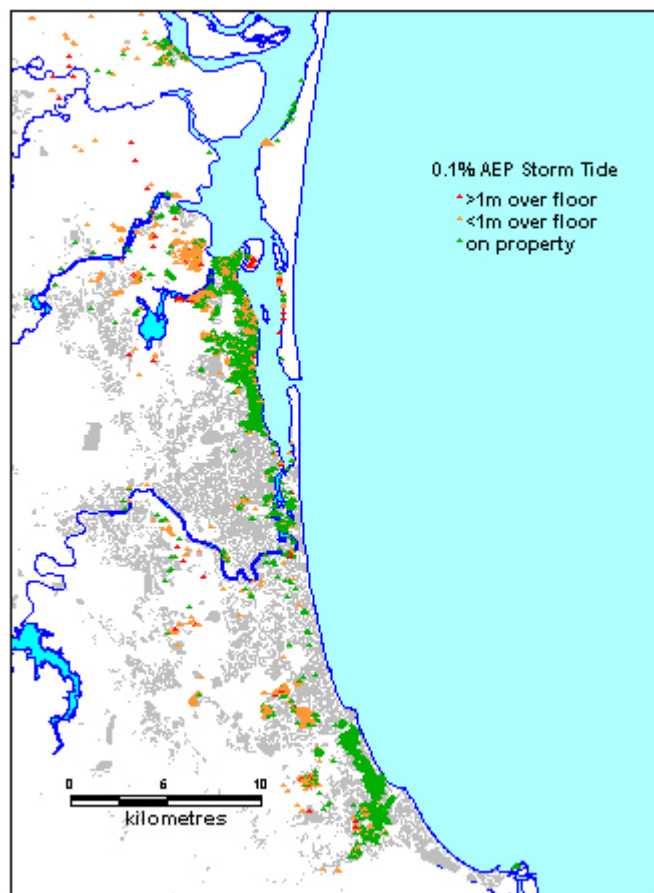 0.1% AEP Storm Tide
>1m over floor
<1m over floor
on property
0 6 10
kilometres